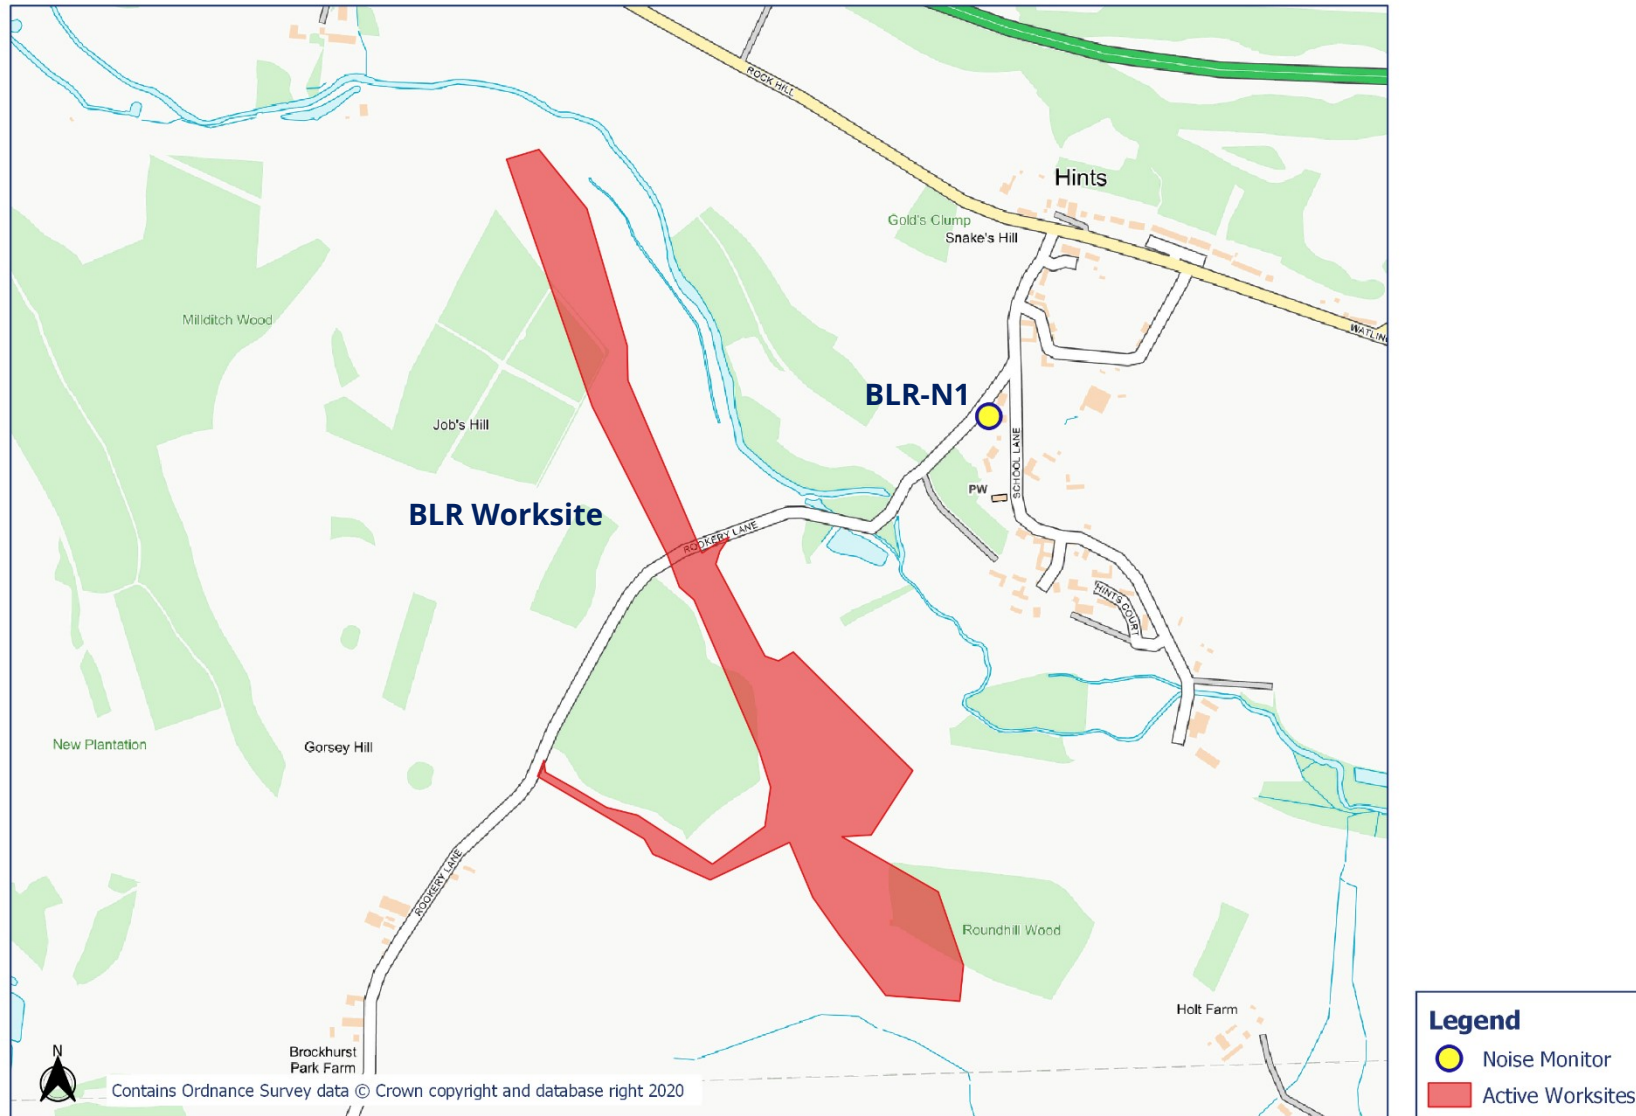 ROCK HILL
Hints
Gold's Clump
Snake's Hill
Millditch Wood
WATLING
BLR-N1
Job's Hill
SCHOOL LANE
PW
BLR Worksite
ROOKERY LANE
HINTS COURT
New Plantation
Gorsey Hill
ROOKERY LANE
Roundhill Wood
Holt Farm
Brockhurst
Park Farm
N
Contains Ordnance Survey data © Crown copyright and database right 2020
Legend
Noise Monitor
Active Worksites